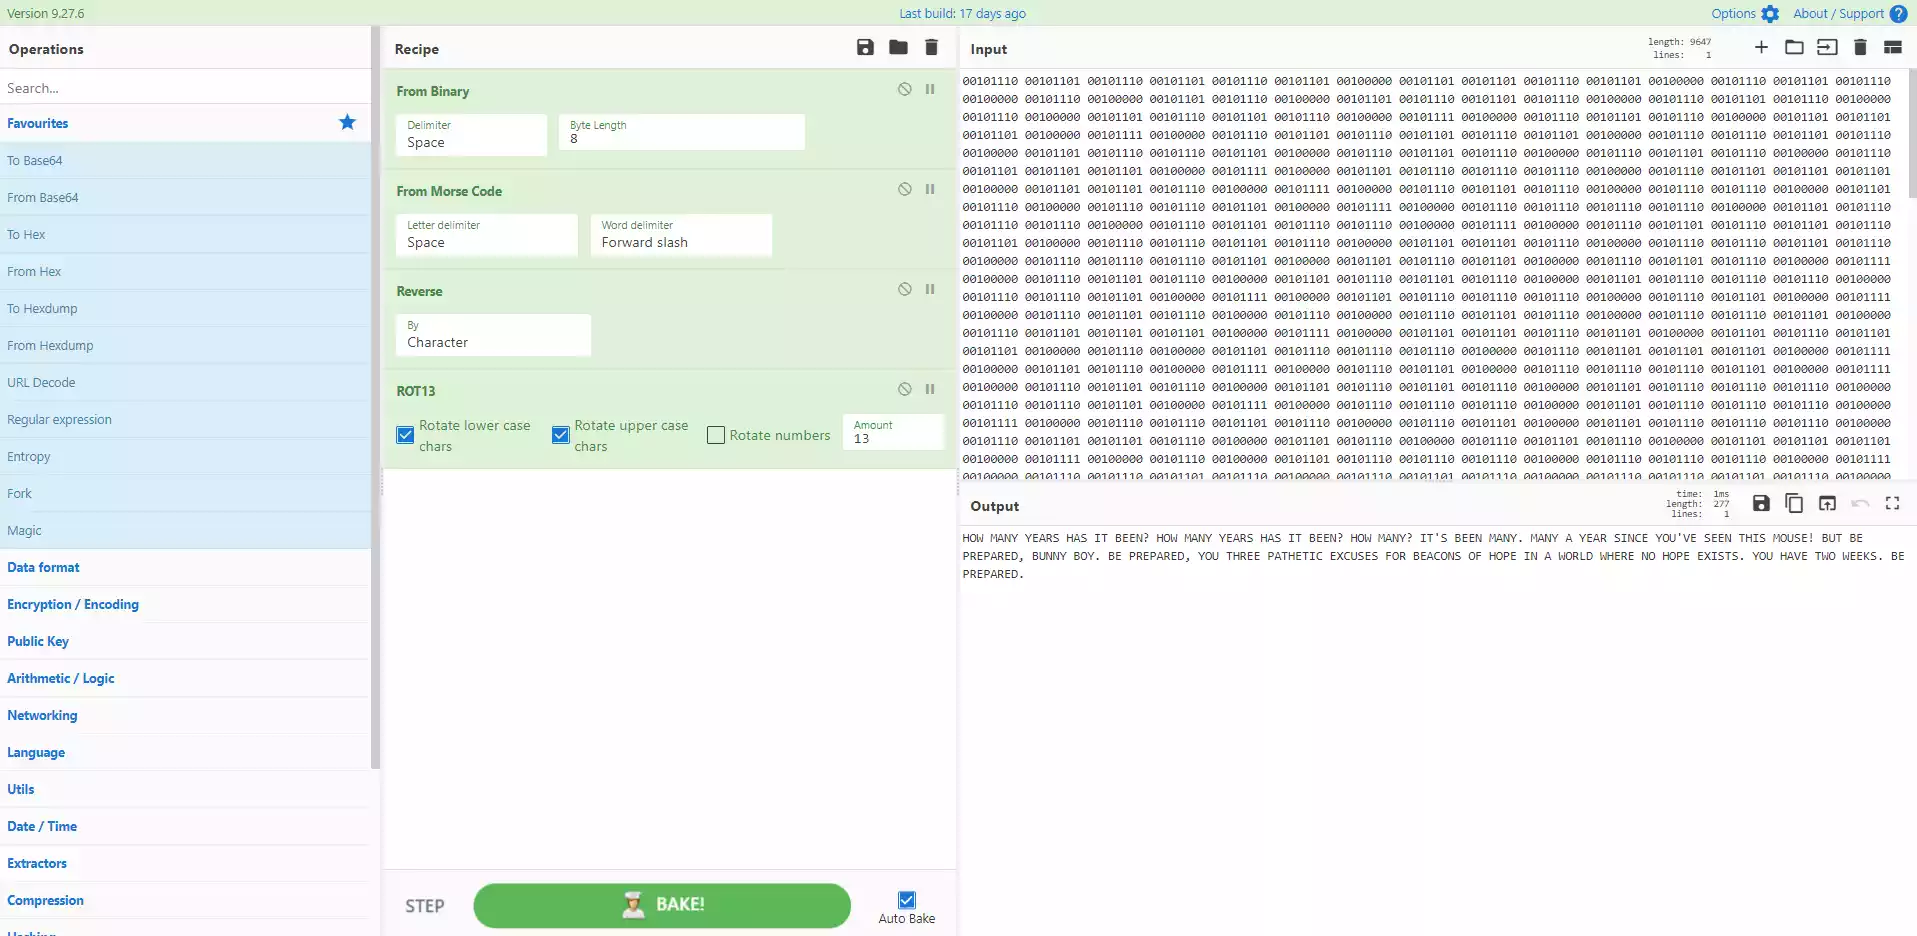 Version 9.27.6
Last build: 17 days ago
Options
About / Support
Operations
Search...
Favourites
To Base64
From Base64
To Hex
From Hex
To Hexdump
From Hexdump
URL Decode
Regular expression
Entropy
Fork
Magic
Data format
Encryption / Encoding
Public Key
Arithmetic / Logic
Networking
Language
Utils
Date / Time
Extractors
Compression
Hashing
Recipe
From Binary
Delimiter
Space
Byte Length
8
From Morse Code
Letter delimiter
Space
Word delimiter
Forward slash
Reverse
By
Character
ROT13
Rotate lower case chars
Rotate upper case chars
Rotate numbers
Amount
13
STEP
BAKE!
Auto Bake
Input
length: 9647
lines: 1
00101110 00101101 00101110 00101101 00101110 00101101 00100000 00101101 00101101 00101110 00101101 00100000 00101110 00101101 00101110
00100000 00101110 00100000 00101101 00101110 00100000 00101101 00101110 00101101 00101110 00100000 00101110 00101101 00101110 00100000
00101110 00100000 00101101 00101110 00101101 00101110 00100000 00101111 00100000 00101110 00101101 00101110 00100000 00101101 00101101
00101101 00100000 00101111 00100000 00101110 00101101 00101110 00101101 00101110 00101101 00100000 00101110 00101110 00101101 00101110
00100000 00101101 00101110 00101110 00101101 00100000 00101110 00101101 00101110 00100000 00101110 00101101 00101110 00100000 00101110
00101101 00101101 00101101 00100000 00101111 00100000 00101101 00101110 00101110 00101110 00100000 00101110 00101101 00101101 00101101
00100000 00101101 00101101 00101110 00100000 00101111 00100000 00101110 00101101 00101110 00100000 00101110 00101110 00100000 00101101
00101110 00100000 00101110 00101110 00101101 00100000 00101111 00100000 00101110 00101110 00101110 00101110 00100000 00101101 00101110
00101110 00101110 00100000 00101110 00101101 00101110 00101110 00100000 00101111 00100000 00101110 00101101 00101110 00101101 00101110
00101101 00100000 00101110 00101110 00101101 00101110 00100000 00101101 00101101 00101110 00100000 00101110 00101110 00101101 00101110
00100000 00101110 00101110 00101110 00101101 00100000 00101101 00101110 00101101 00100000 00101110 00101101 00101110 00100000 00101111
00100000 00101110 00101101 00101110 00100000 00101101 00101110 00101101 00101110 00100000 00101101 00101110 00101110 00101110 00100000
00101110 00101110 00101101 00100000 00101111 00100000 00101101 00101110 00101110 00101110 00100000 00101110 00101101 00100000 00101111
00100000 00101110 00101101 00101110 00100000 00101110 00100000 00101110 00101101 00101110 00100000 00101110 00101110 00101101 00100000
00101110 00101101 00101101 00101101 00100000 00101111 00100000 00101101 00101101 00101110 00101101 00100000 00101101 00101110 00101101
00101101 00100000 00101110 00100000 00101101 00101110 00101110 00101110 00100000 00101110 00101101 00101101 00101101 00100000 00101111
00100000 00101101 00101110 00100000 00101111 00100000 00101110 00101101 00100000 00101110 00101110 00101110 00101101 00100000 00101111
00100000 00101110 00101101 00101110 00100000 00101101 00101110 00101101 00101110 00100000 00101101 00101110 00101110 00101110 00100000
00101110 00101110 00101101 00100000 00101111 00100000 00101110 00101110 00101110 00100000 00101101 00101110 00101110 00101110 00100000
00101111 00100000 00101110 00101110 00101101 00101110 00100000 00101110 00101101 00100000 00101101 00101110 00101110 00101110 00100000
00101110 00101101 00101101 00101110 00100000 00101101 00101110 00100000 00101110 00101101 00101110 00100000 00101101 00101101 00101101
00100000 00101111 00100000 00101110 00100000 00101101 00101110 00101110 00101110 00100000 00101110 00101110 00101110 00100000 00101111
00100000 00101110 00101110 00101101 00101110 00100000 00101110 00101101 00101110 00100000 00101110 00101110 00101101 00101110 00100000
Output
time: 1ms
length: 277
lines: 1
HOW MANY YEARS HAS IT BEEN? HOW MANY YEARS HAS IT BEEN? HOW MANY? IT'S BEEN MANY. MANY A YEAR SINCE YOU'VE SEEN THIS MOUSE! BUT BE
PREPARED, BUNNY BOY. BE PREPARED, YOU THREE PATHETIC EXCUSES FOR BEACONS OF HOPE IN A WORLD WHERE NO HOPE EXISTS. YOU HAVE TWO WEEKS. BE
PREPARED.